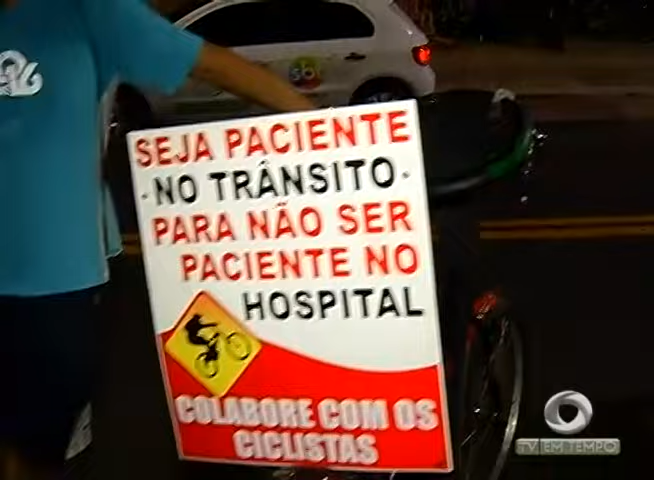 SEJA PACIENTE
·NO TRÂNSITO·
PARA NÃO SER
PACIENTE NO
HOSPITAL
COLABORE COM OS
CICLISTAS
TV EM TEMPO